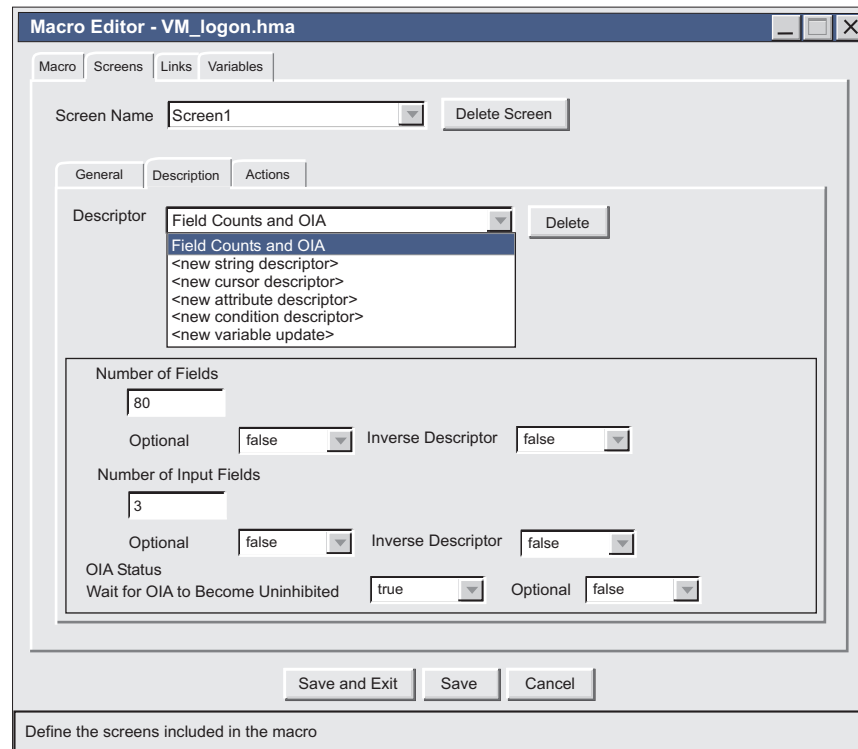 Macro Editor - VM_logon.hma
Macro Screens Links Variables
Screen Name Screen1 Delete Screen
General Description Actions
Descriptor Field Counts and OIA Delete
Field Counts and OIA
<new string descriptor>
<new cursor descriptor>
<new attribute descriptor>
<new condition descriptor>
<new variable update>
Number of Fields
80
Optional false Inverse Descriptor false
Number of Input Fields
3
Optional false Inverse Descriptor false
OIA Status
Wait for OIA to Become Uninhibited true Optional false
Save and Exit Save Cancel
Define the screens included in the macro